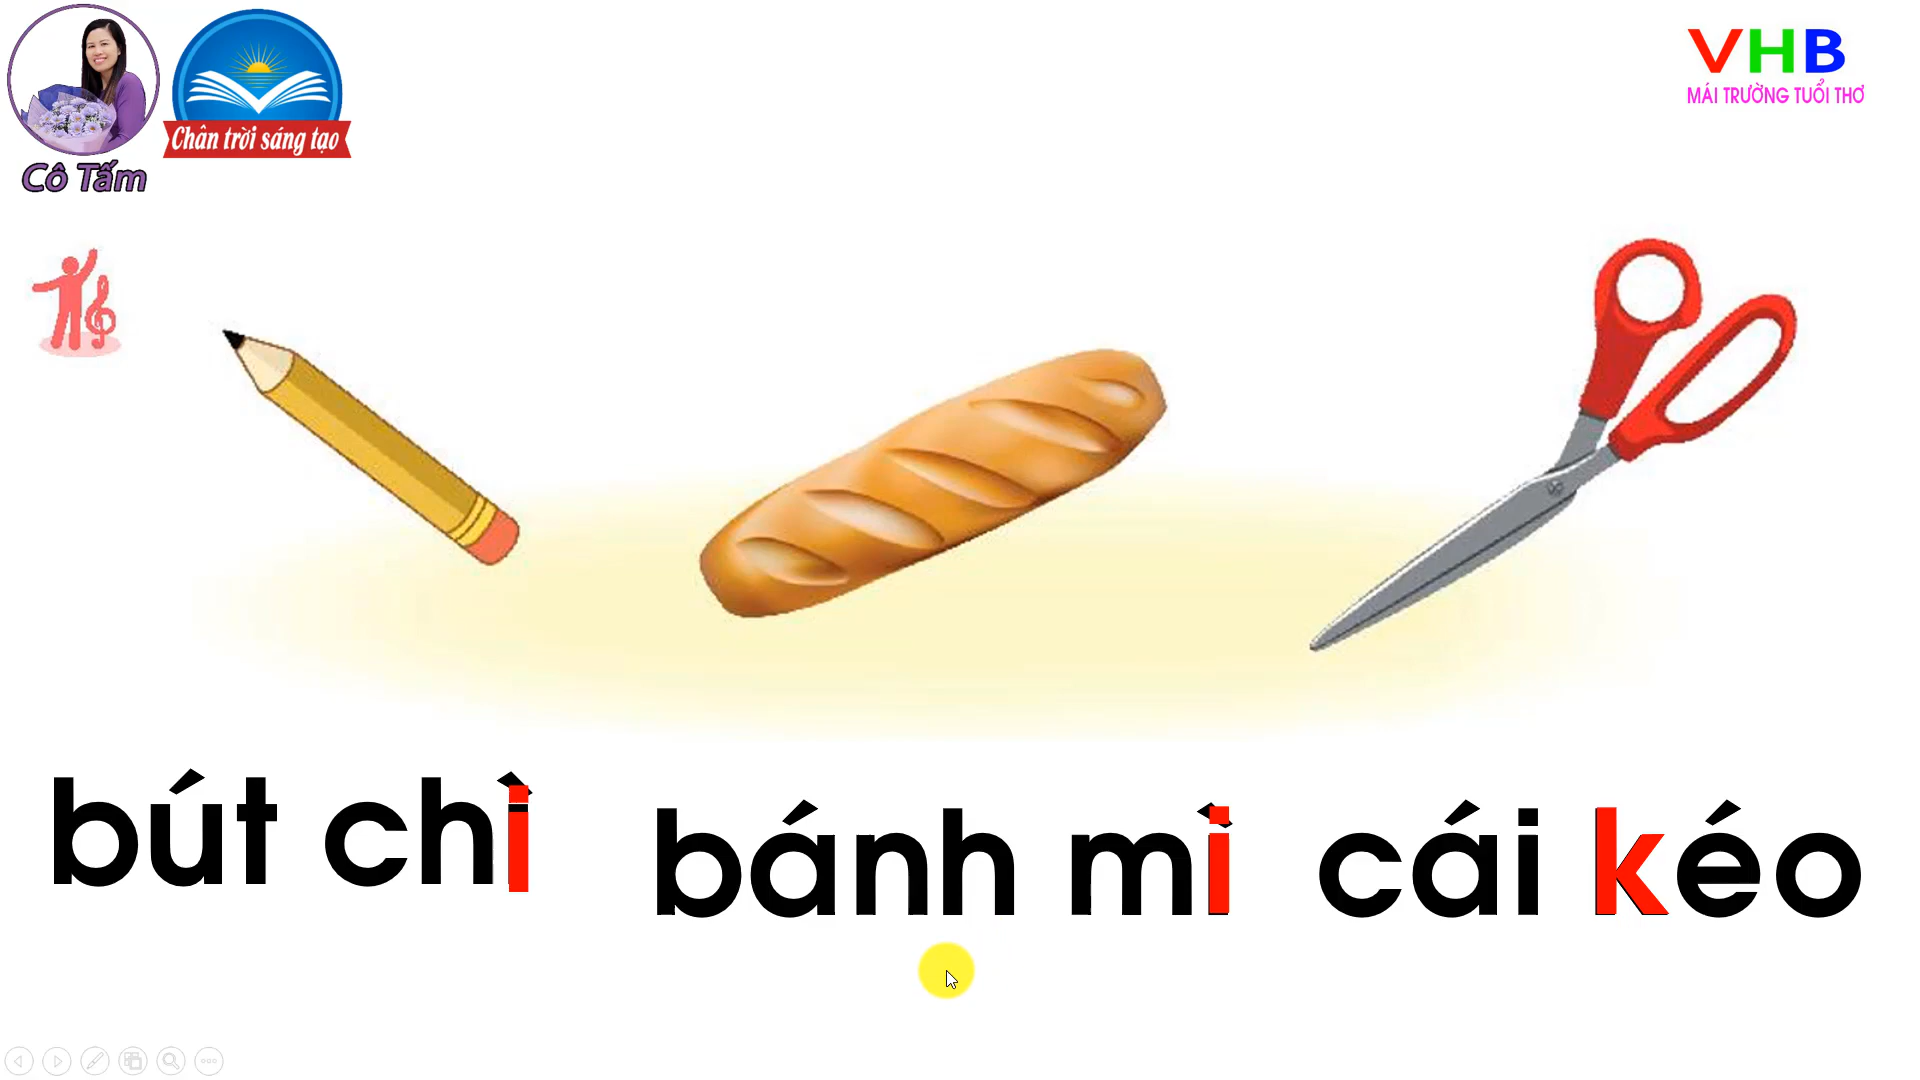 Cô Tấm
Chân trời sáng tạo
VHB
MÁI TRƯỜNG TUỔI THƠ
bút chì
bánh mì
cái kéo